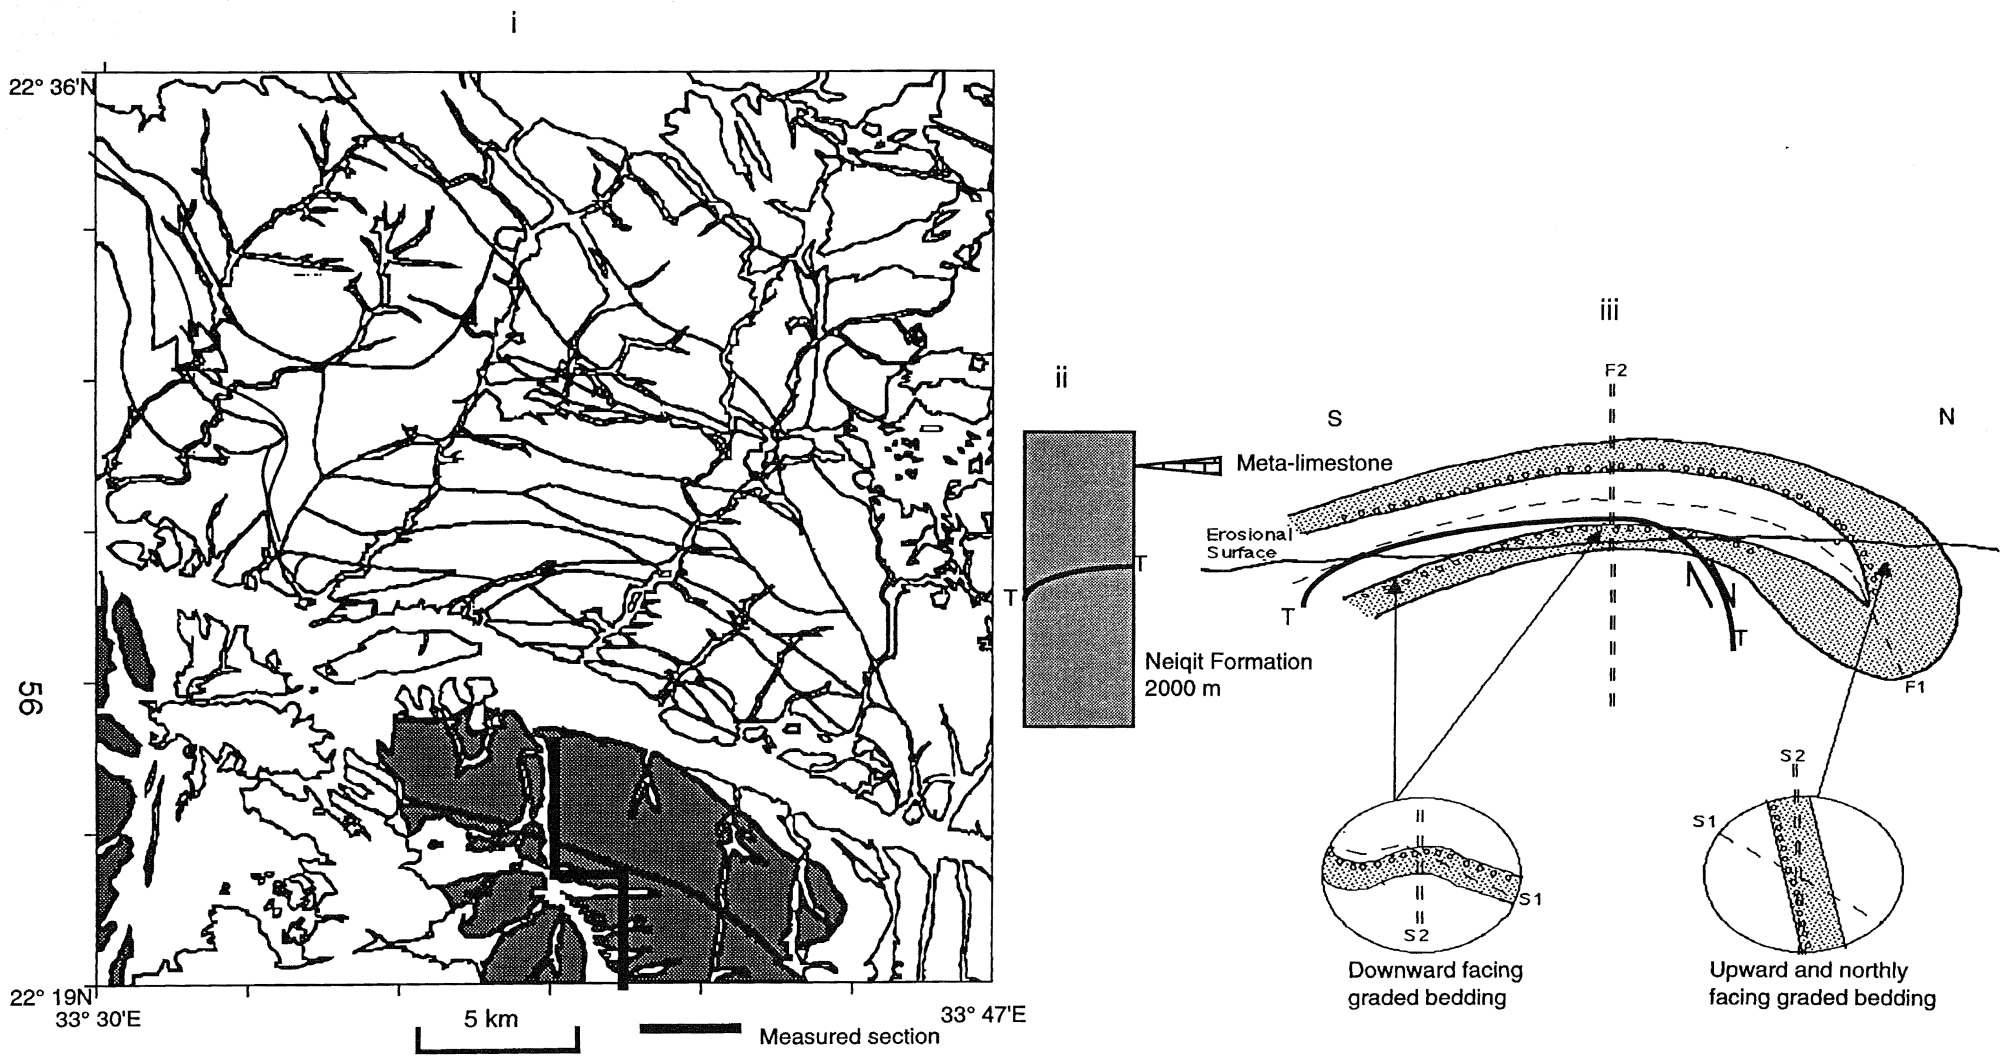 i
22° 36'N
22° 19'N
33° 30'E
33° 47'E
5 km
Measured section
56
ii
Meta-limestone
T
T
Neiqit Formation
2000 m
iii
F2
S
N
Erosional
Surface
T
T
F1
S2
S1
S1
S2
Downward facing
graded bedding
Upward and northly
facing graded bedding